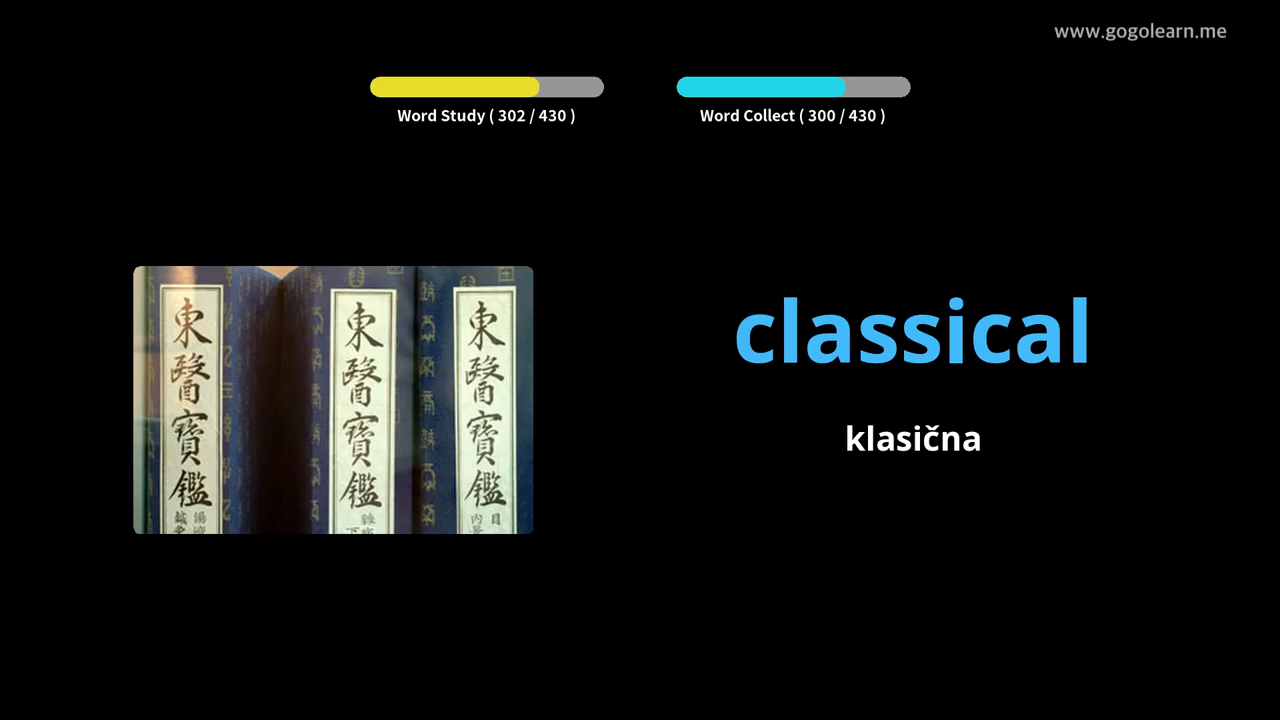 www.gogolearn.me
Word Study ( 302 / 430 )
Word Collect ( 300 / 430 )
東醫寶鑑
東醫寶鑑
東醫寶鑑
classical
klasična